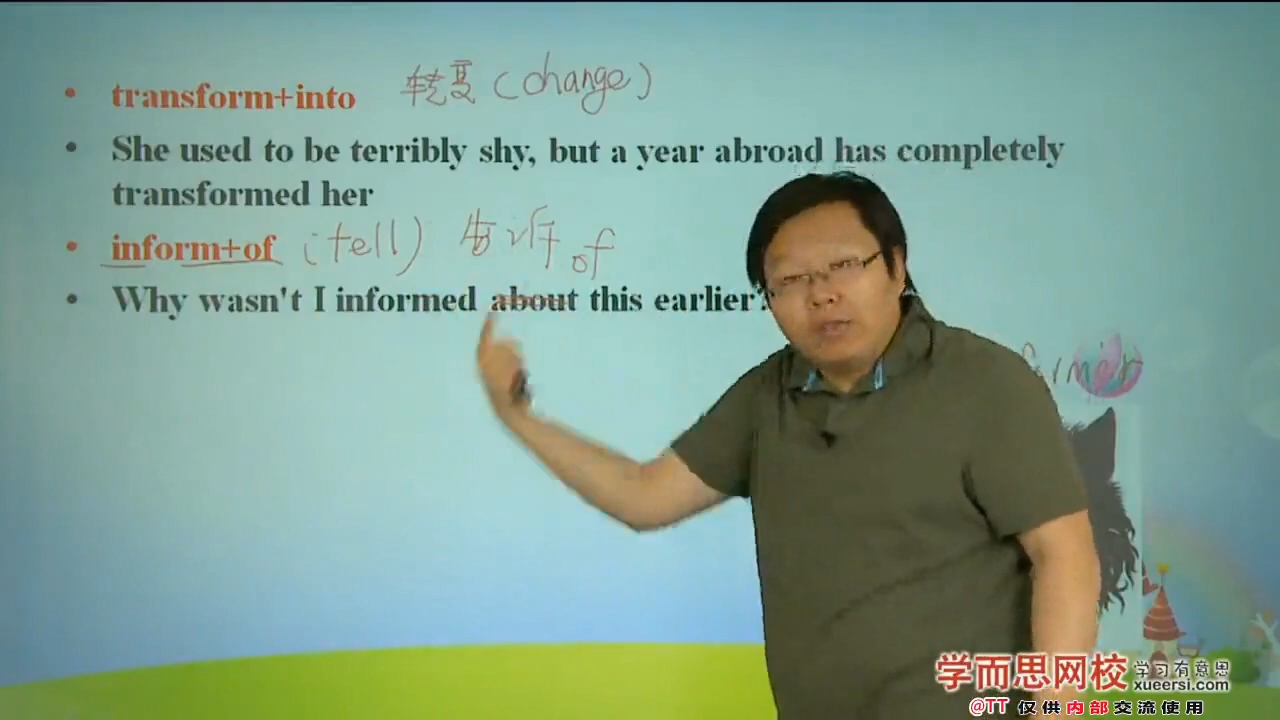 transform+into 转变 (change)
She used to be terribly shy, but a year abroad has completely
transformed her
inform+of (tell) 告诉 of
Why wasn't I informed about this earlier?
学而思网校 学习有意思
xueersi.com
@TT 仅供内部交流使用